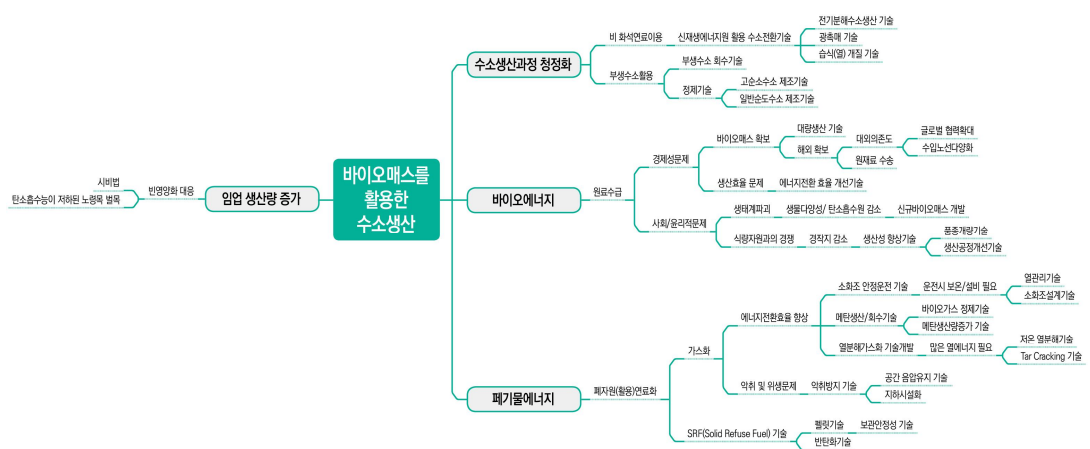 바이오매스를
활용한
수소생산
임업 생산량 증가
빈영양화 대응
시비법
탄소흡수능이 저하된 노령목 벌목
수소생산과정 청정화
비 화석연료이용
신재생에너지원 활용 수소전환기술
전기분해수소생산 기술
광촉매 기술
습식(열) 개질 기술
부생수소활용
부생수소 회수기술
정제기술
고순소수소 제조기술
일반순도수소 제조기술
바이오에너지
원료수급
경제성문제
바이오매스 확보
대량생산 기술
해외 확보
대외의존도
글로벌 협력확대
수입노선다양화
원재료 수송
생산효율 문제
에너지전환 효율 개선기술
사회/윤리적문제
생태계파괴
생물다양성/ 탄소흡수원 감소
신규바이오매스 개발
식량자원과의 경쟁
경작지 감소
생산성 향상기술
품종개량기술
생산공정개선기술
폐기물에너지
폐자원(활용)연료화
가스화
에너지전환효율 향상
소화조 안정운전 기술
운전시 보온/설비 필요
열관리기술
소화조설계기술
메탄생산/회수기술
바이오가스 정제기술
메탄생산량증가 기술
열분해가스화 기술개발
많은 열에너지 필요
저온 열분해기술
Tar Cracking 기술
악취 및 위생문제
악취방지 기술
공간 음압유지 기술
지하시설화
SRF(Solid Refuse Fuel) 기술
펠릿기술
보관안정성 기술
반탄화기술